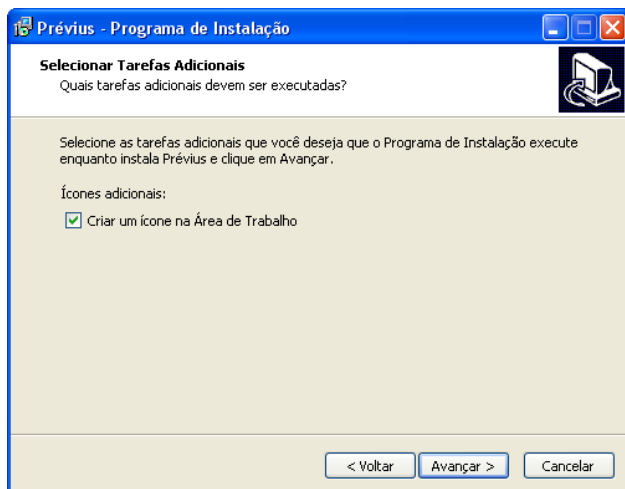 Prévius - Programa de Instalação
Selecionar Tarefas Adicionais
Quais tarefas adicionais devem ser executadas?
Selecione as tarefas adicionais que você deseja que o Programa de Instalação execute
enquanto instala Prévius e clique em Avançar.
Ícones adicionais:
Criar um ícone na Área de Trabalho
< Voltar
Avançar >
Cancelar